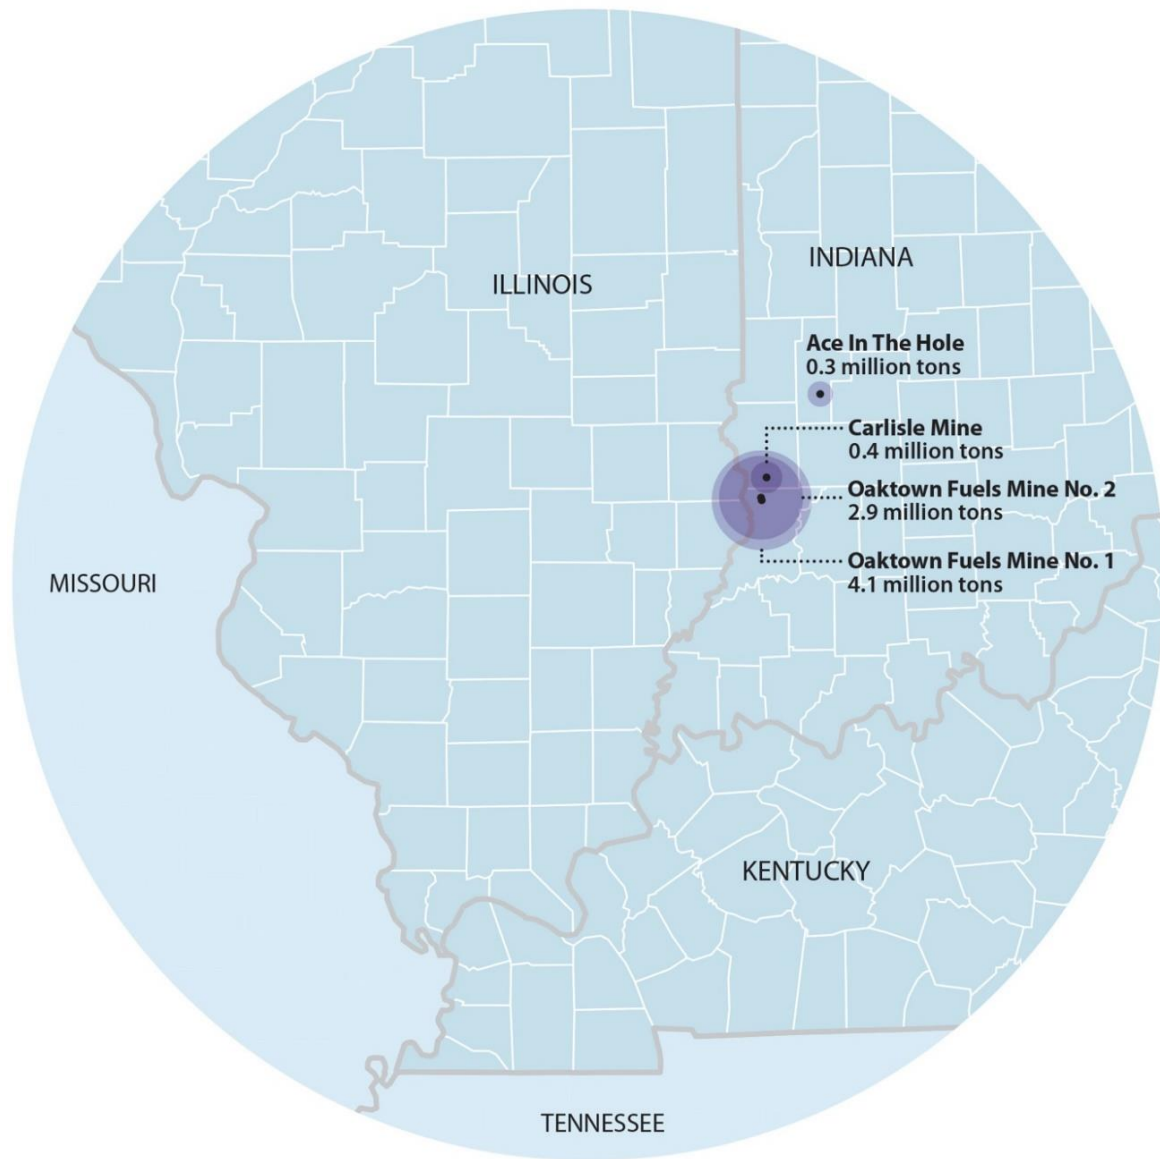 ILLINOIS
INDIANA
Ace In The Hole
0.3 million tons
Carlisle Mine
0.4 million tons
Oaktown Fuels Mine No. 2
2.9 million tons
Oaktown Fuels Mine No. 1
4.1 million tons
MISSOURI
KENTUCKY
TENNESSEE